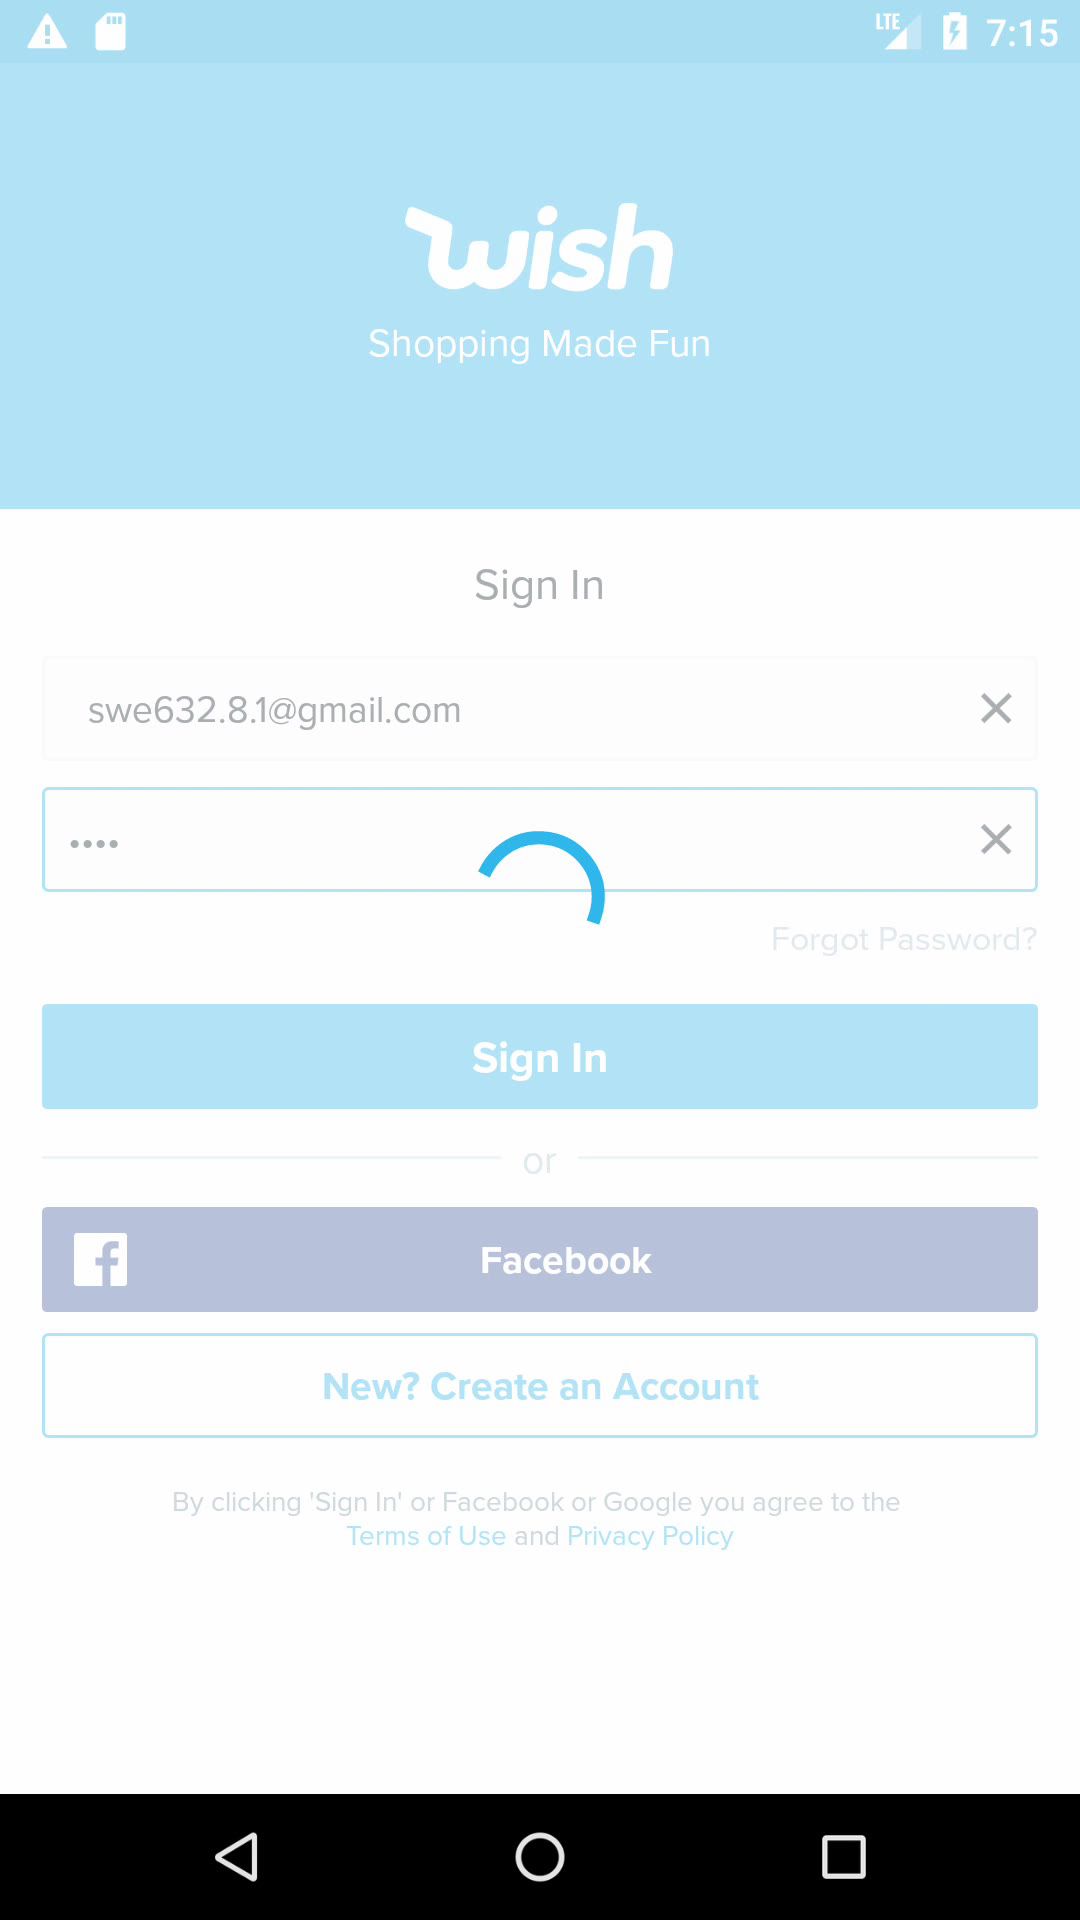 LTE 7:15
wish
Shopping Made Fun
Sign In
swe632.8.1@gmail.com
••••
Forgot Password?
Sign In
or
Facebook
New? Create an Account
By clicking 'Sign In' or Facebook or Google you agree to the
Terms of Use and Privacy Policy